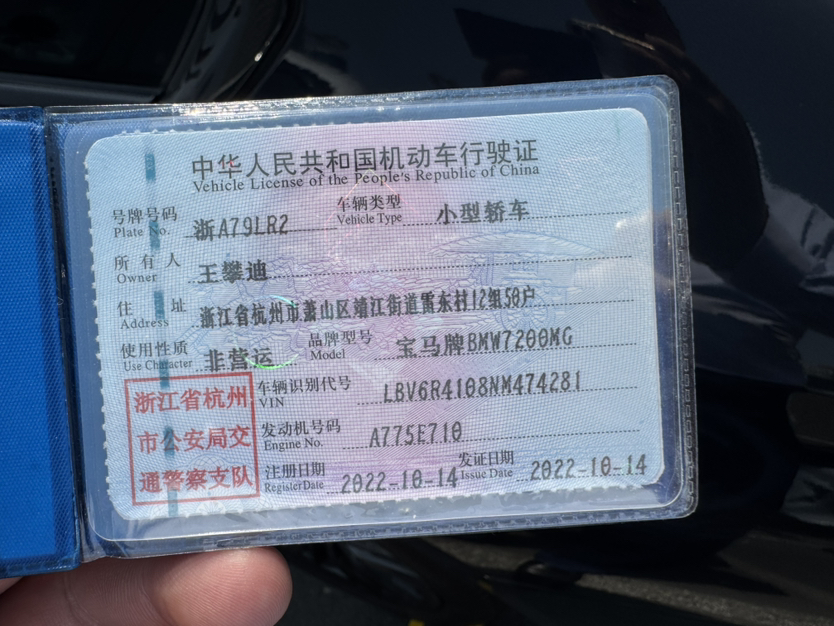 中华人民共和国机动车行驶证
Vehicle License of the People's Republic of China
号牌号码 浙A79LR2 车辆类型 小型轿车
Plate No. Vehicle Type
所有人 王攀迪
Owner
住址 浙江省杭州市萧山区靖江街道雷东村12组50户
Address
使用性质 非营运 品牌型号 宝马牌BMW7200MG
Use Character Model
浙江省杭州
市公安局交
通警察支队
车辆识别代号 LBV6R4108NM474281
VIN
发动机号码 A775E710
Engine No.
注册日期 2022-10-14 发证日期 2022-10-14
Register Date Issue Date